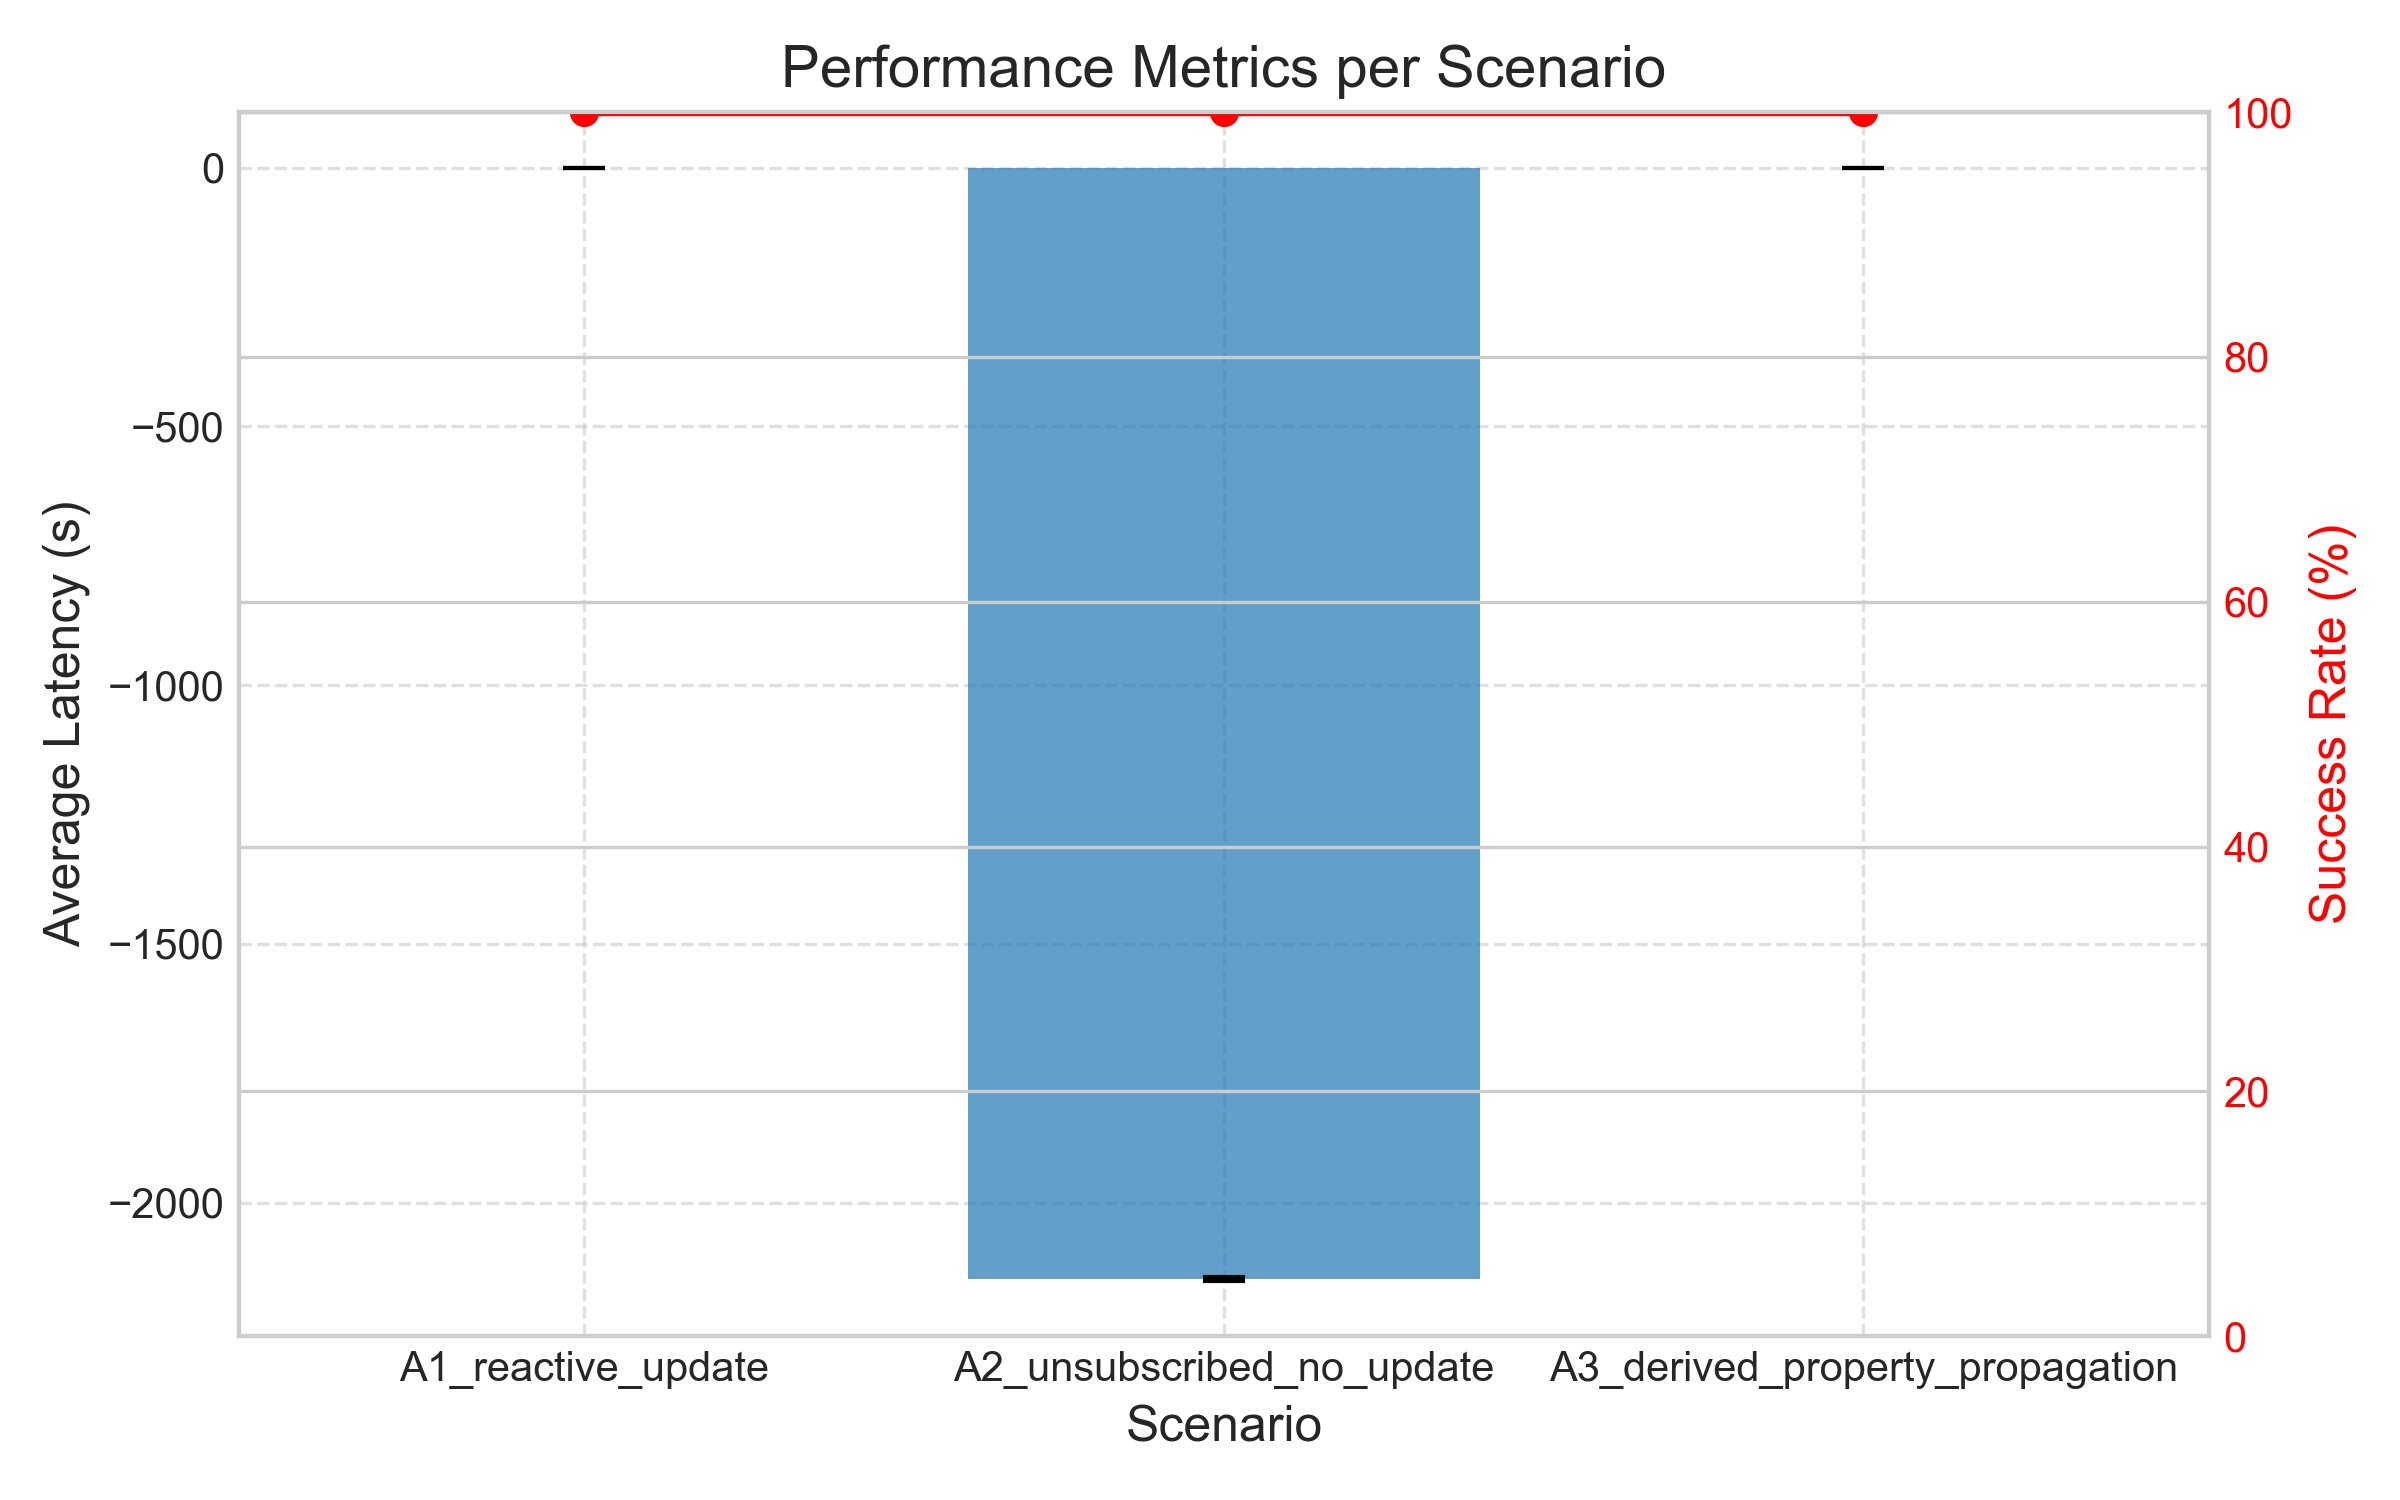 Performance Metrics per Scenario
100
0
80
−500
60
−1000
40
−1500
20
−2000
0
Average Latency (s)
Success Rate (%)
A1_reactive_update
A2_unsubscribed_no_update
A3_derived_property_propagation
Scenario